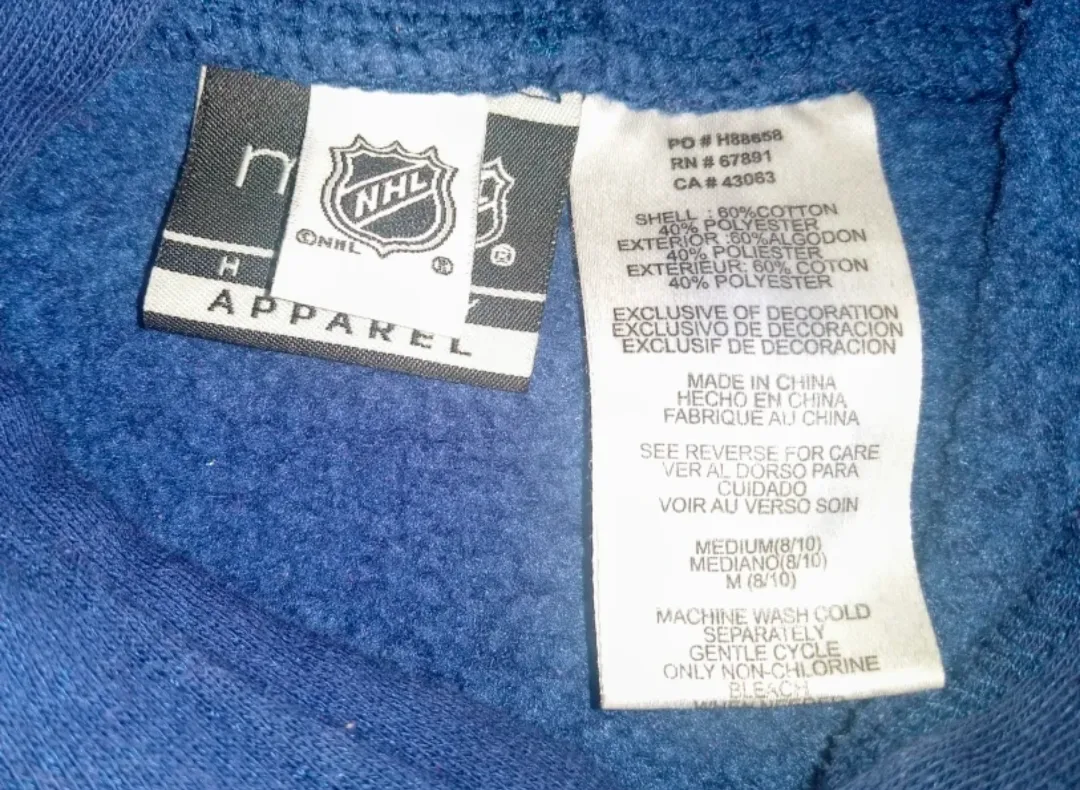 NHL
©NHL
®
®
H
APPAREL
PO # H88658
RN # 67891
CA # 43063
SHELL : 60%COTTON
40% POLYESTER
EXTERIOR :60%ALGODON
40% POLIESTER
EXTERIEUR: 60% COTON
40% POLYESTER
EXCLUSIVE OF DECORATION
EXCLUSIVO DE DECORACION
EXCLUSIF DE DECORACION
MADE IN CHINA
HECHO EN CHINA
FABRIQUE AU CHINA
SEE REVERSE FOR CARE
VER AL DORSO PARA
CUIDADO
VOIR AU VERSO SOIN
MEDIUM(8/10)
MEDIANO(8/10)
M (8/10)
MACHINE WASH COLD
SEPARATELY
GENTLE CYCLE
ONLY NON-CHLORINE
BLEACH